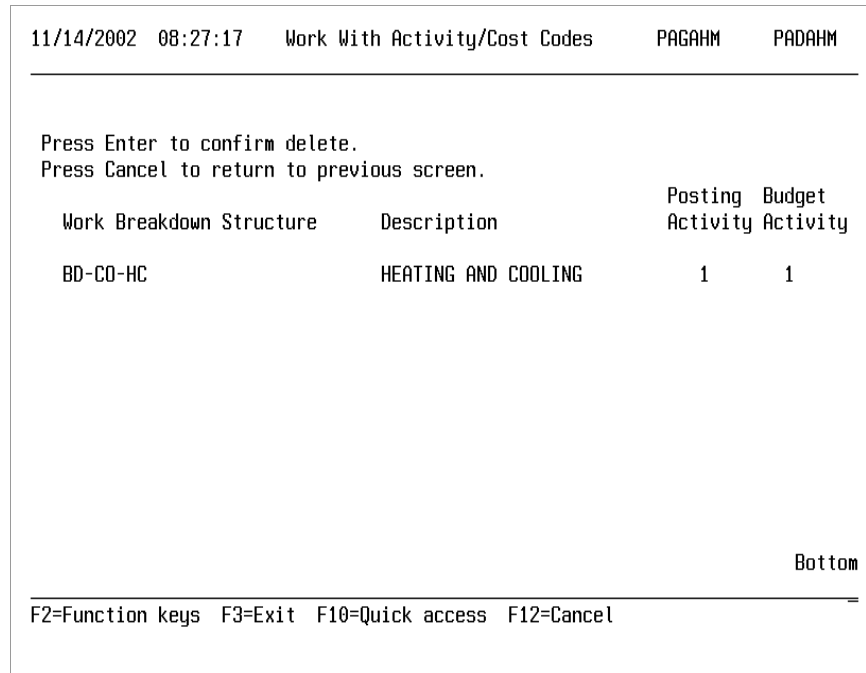 11/14/2002 08:27:17 Work With Activity/Cost Codes PAGAHM PADAHM
Press Enter to confirm delete.
Press Cancel to return to previous screen.
Posting Budget
Work Breakdown Structure Description Activity Activity
BD-CO-HC HEATING AND COOLING 1 1
Bottom
F2=Function keys F3=Exit F10=Quick access F12=Cancel